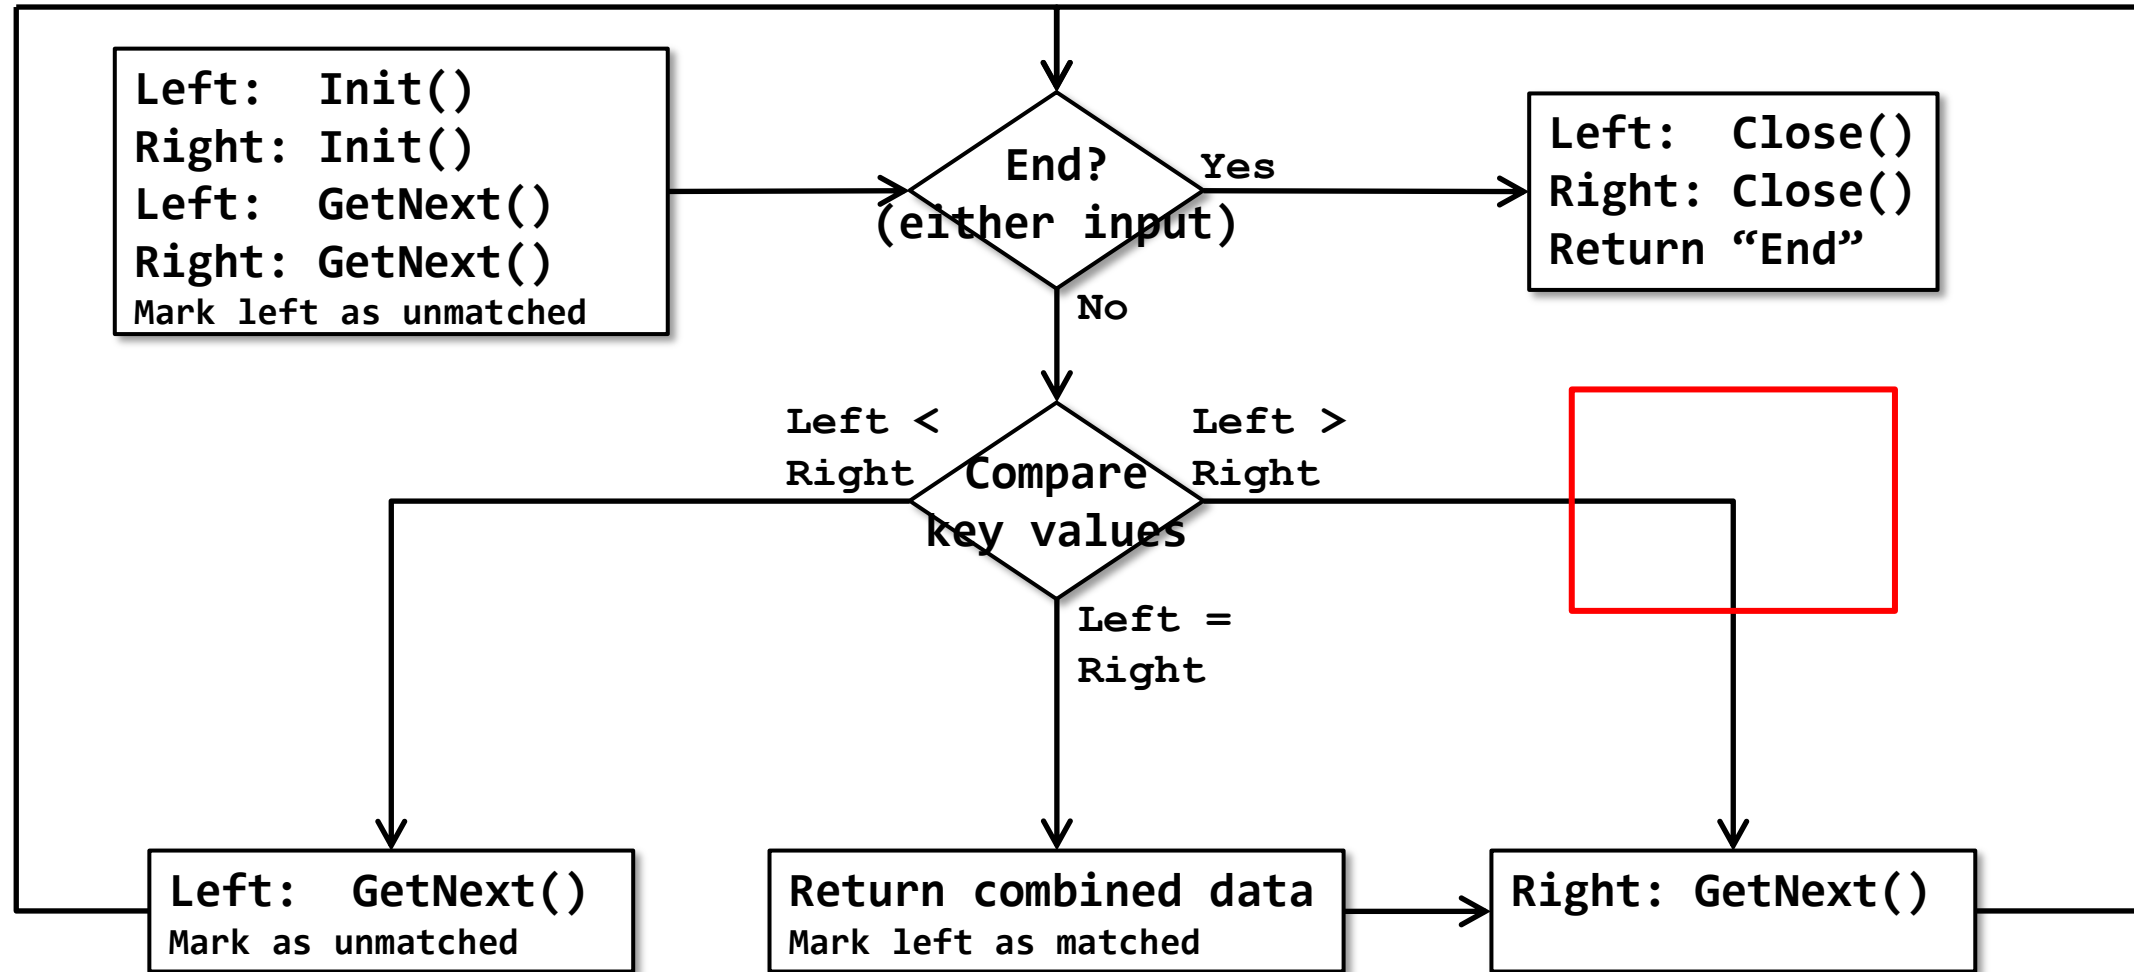 Left:  Init()
Right: Init()
Left:  GetNext()
Right: GetNext()
Mark left as unmatched
End?
(either input)
Yes
Left:  Close()
Right: Close()
Return “End”
No
Left <
Right
Compare
key values
Left >
Right
Left =
Right
Left:  GetNext()
Mark as unmatched
Return combined data
Mark left as matched
Right: GetNext()